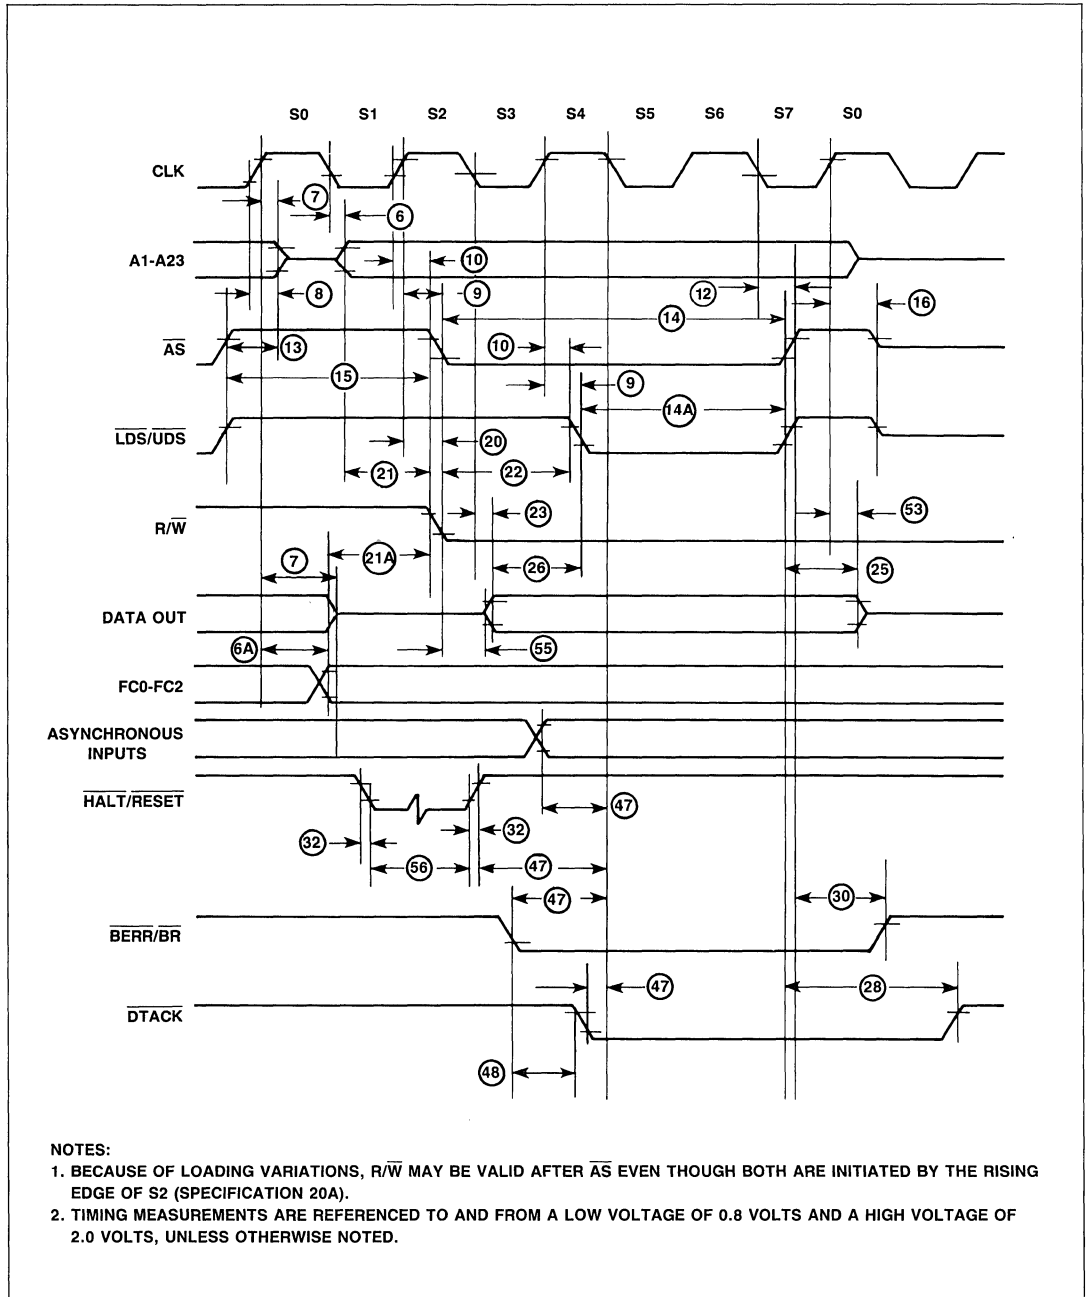 S0 S1 S2 S3 S4 S5 S6 S7 S0
CLK
7
6
A1-A23
10
8
9
12
16
14
AS
13
10
15
9
14A
LDS/UDS
20
21
22
R/W
23
53
7
21A
26
25
DATA OUT
6A
55
FC0-FC2
ASYNCHRONOUS
INPUTS
HALT/RESET
47
32
32
56
47
47
30
BERR/BR
47
28
DTACK
48
NOTES:
1. BECAUSE OF LOADING VARIATIONS, R/W MAY BE VALID AFTER AS EVEN THOUGH BOTH ARE INITIATED BY THE RISING
EDGE OF S2 (SPECIFICATION 20A).
2. TIMING MEASUREMENTS ARE REFERENCED TO AND FROM A LOW VOLTAGE OF 0.8 VOLTS AND A HIGH VOLTAGE OF
2.0 VOLTS, UNLESS OTHERWISE NOTED.